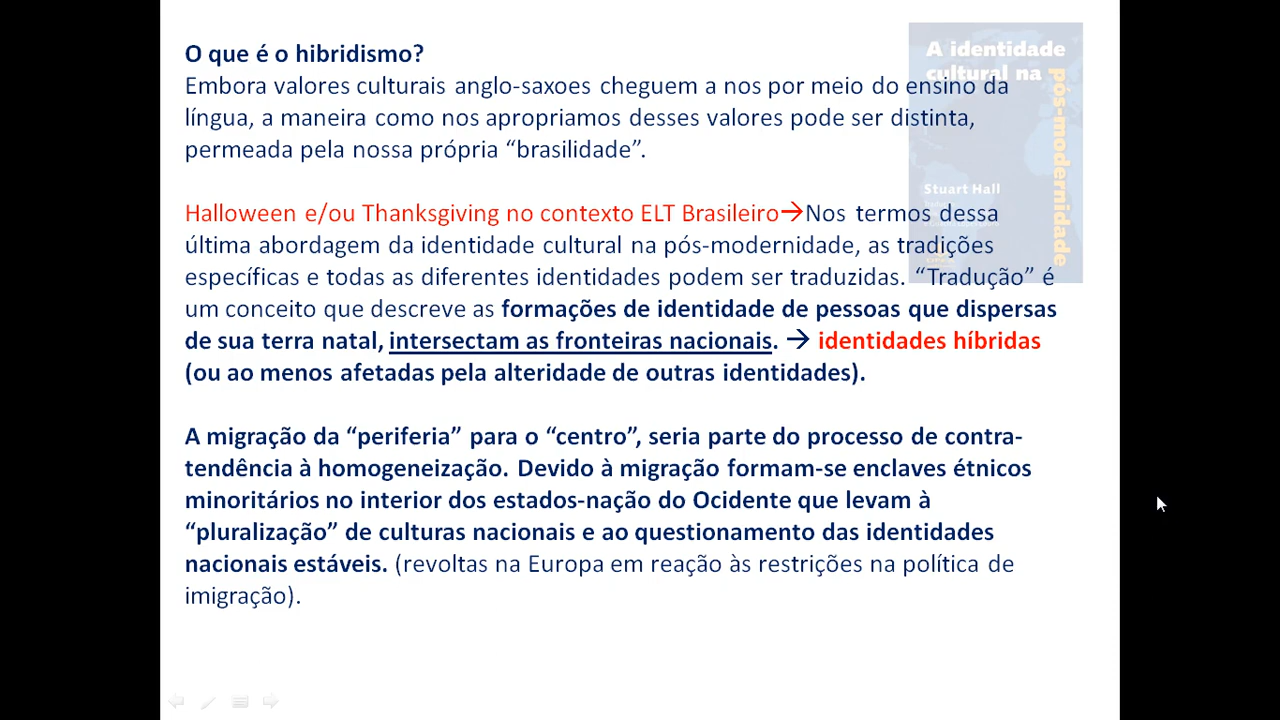 O que é o hibridismo?
Embora valores culturais anglo-saxoes cheguem a nos por meio do ensino da
língua, a maneira como nos apropriamos desses valores pode ser distinta,
permeada pela nossa própria “brasilidade”.
Halloween e/ou Thanksgiving no contexto ELT Brasileiro→Nos termos dessa
última abordagem da identidade cultural na pós-modernidade, as tradições
específicas e todas as diferentes identidades podem ser traduzidas. “Tradução” é
um conceito que descreve as formações de identidade de pessoas que dispersas
de sua terra natal, intersectam as fronteiras nacionais. → identidades híbridas
(ou ao menos afetadas pela alteridade de outras identidades).
A migração da “periferia” para o “centro”, seria parte do processo de contra-
tendência à homogeneização. Devido à migração formam-se enclaves étnicos
minoritários no interior dos estados-nação do Ocidente que levam à
“pluralização” de culturas nacionais e ao questionamento das identidades
nacionais estáveis. (revoltas na Europa em reação às restrições na política de
imigração).
A identidade
cultural na
pós-modernidade
Stuart Hall